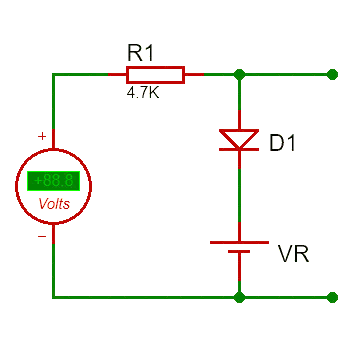 R1
4.7K
D1
+
+88.8
Volts
−
VR